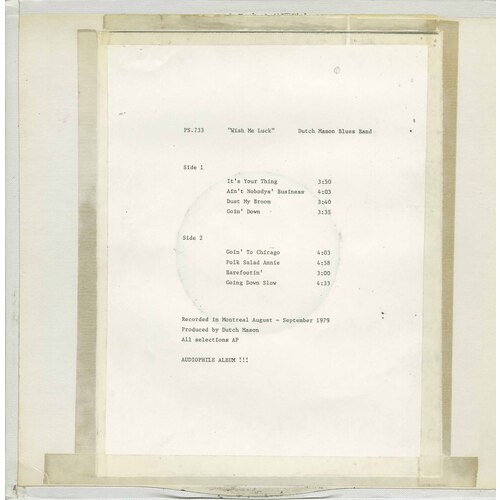 PS.733 "Wish Me Luck" Dutch Mason Blues Band
Side 1
It's Your Thing 3:50
Ain't Nobodys' Business 4:03
Dust My Broom 3:40
Goin' Down 3:35
Side 2
Goin' To Chicago 4:03
Polk Salad Annie 4:58
Barefootin' 3:00
Going Down Slow 4:33
Recorded in Montreal August - September 1979
Produced by Dutch Mason
All selections AP
AUDIOPHILE ALBUM !!!